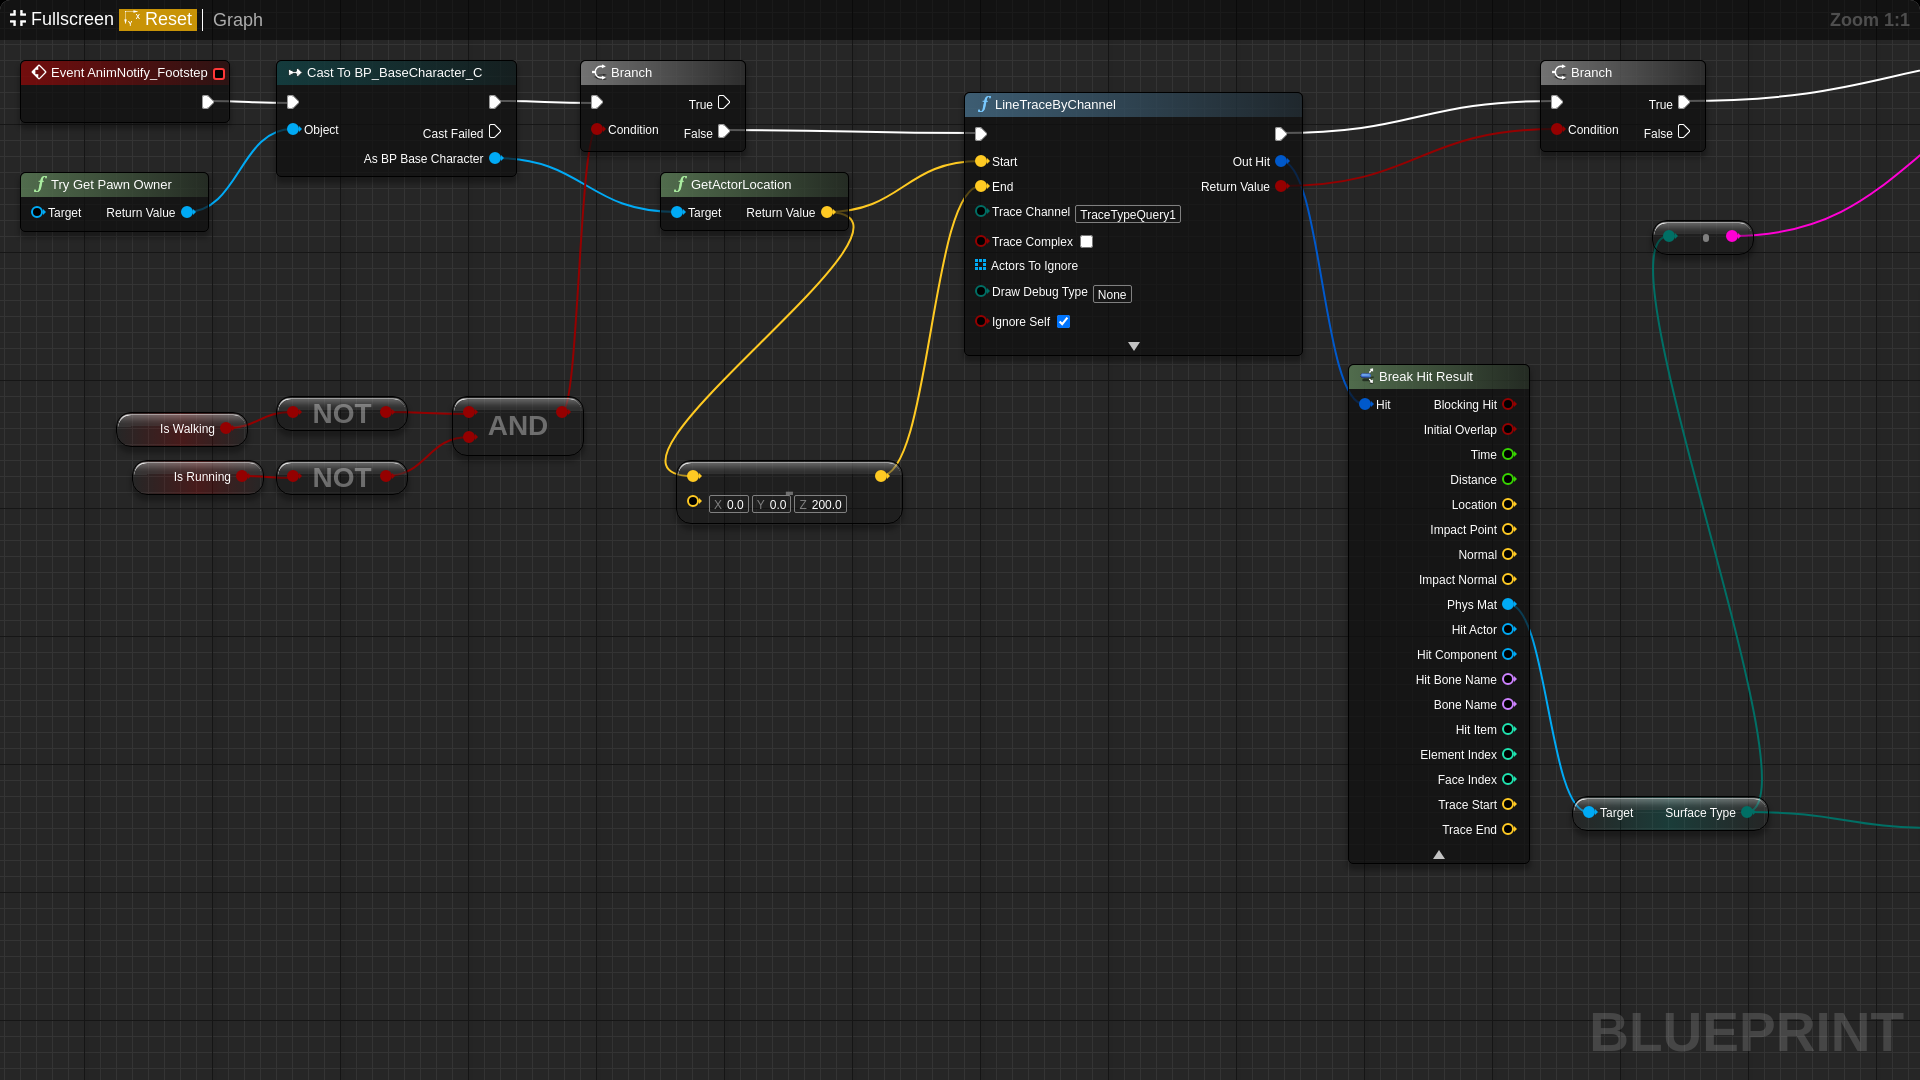 Fullscreen Reset Graph Zoom 1:1
Event AnimNotify_Footstep
Cast To BP_BaseCharacter_C
Object
Cast Failed
As BP Base Character
Branch
True
Condition False
Try Get Pawn Owner
Target Return Value
GetActorLocation
Target Return Value
LineTraceByChannel
Start Out Hit
End Return Value
Trace Channel TraceTypeQuery1
Trace Complex
Actors To Ignore
Draw Debug Type None
Ignore Self
Branch
True
Condition False
Is Walking
NOT
AND
Is Running
NOT
X 0.0 Y 0.0 Z 200.0
Break Hit Result
Hit Blocking Hit
Initial Overlap
Time
Distance
Location
Impact Point
Normal
Impact Normal
Phys Mat
Hit Actor
Hit Component
Hit Bone Name
Bone Name
Hit Item
Element Index
Face Index
Trace Start
Trace End
Target Surface Type
BLUEPRINT